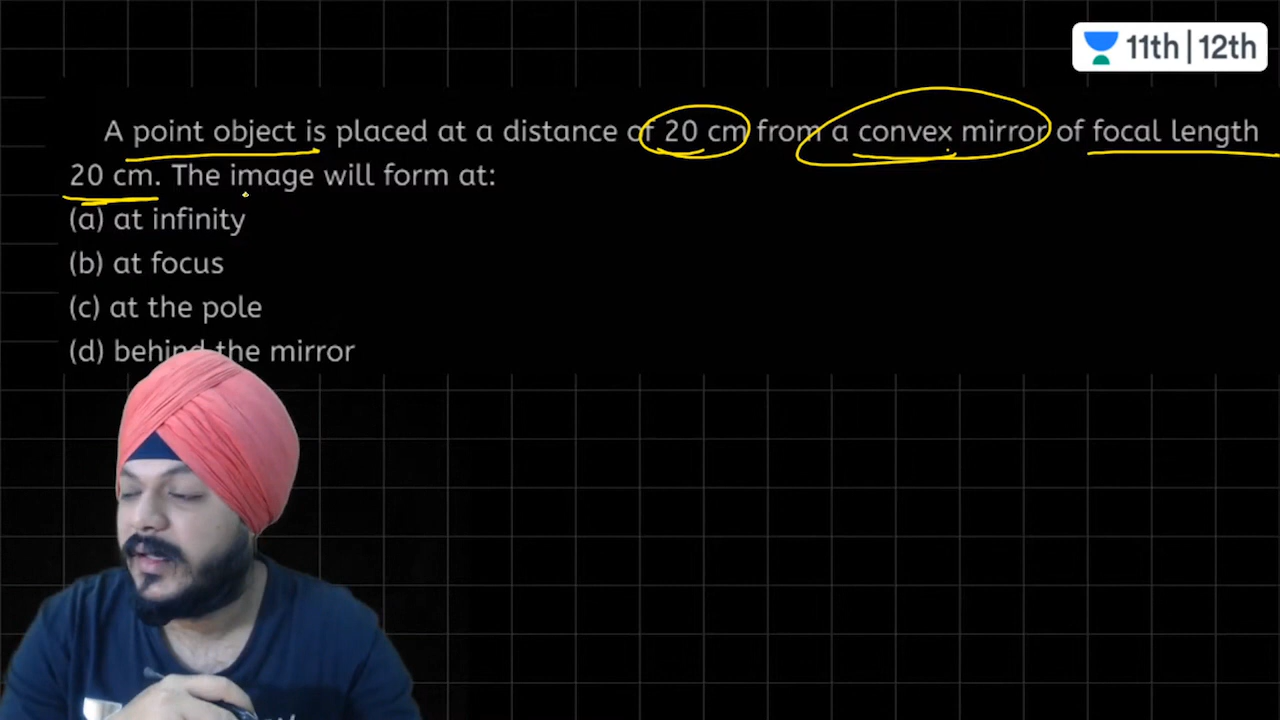 11th | 12th
A point object is placed at a distance of 20 cm from a convex mirror of focal length
20 cm. The image will form at:
(a) at infinity
(b) at focus
(c) at the pole
(d) behind the mirror